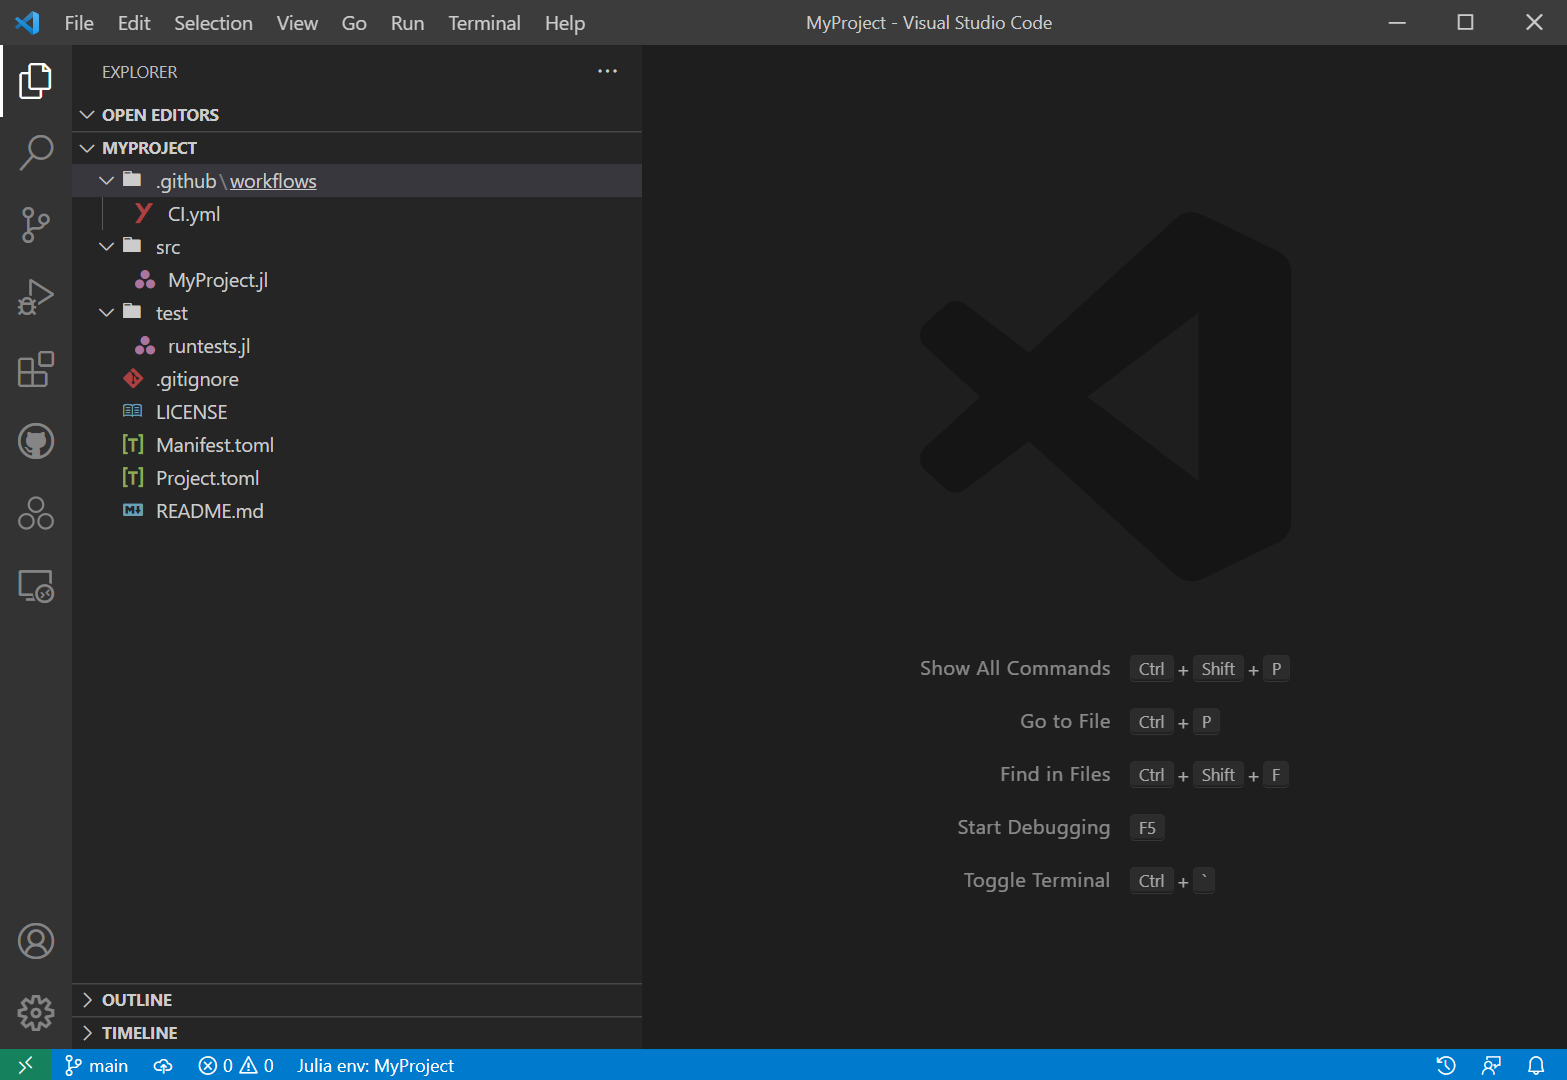 File Edit Selection View Go Run Terminal Help MyProject - Visual Studio Code
EXPLORER
OPEN EDITORS
MYPROJECT
.github\workflows
CI.yml
src
MyProject.jl
test
runtests.jl
.gitignore
LICENSE
[T] Manifest.toml
[T] Project.toml
README.md
Show All Commands Ctrl + Shift + P
Go to File Ctrl + P
Find in Files Ctrl + Shift + F
Start Debugging F5
Toggle Terminal Ctrl + `
OUTLINE
TIMELINE
main 0 0 Julia env: MyProject